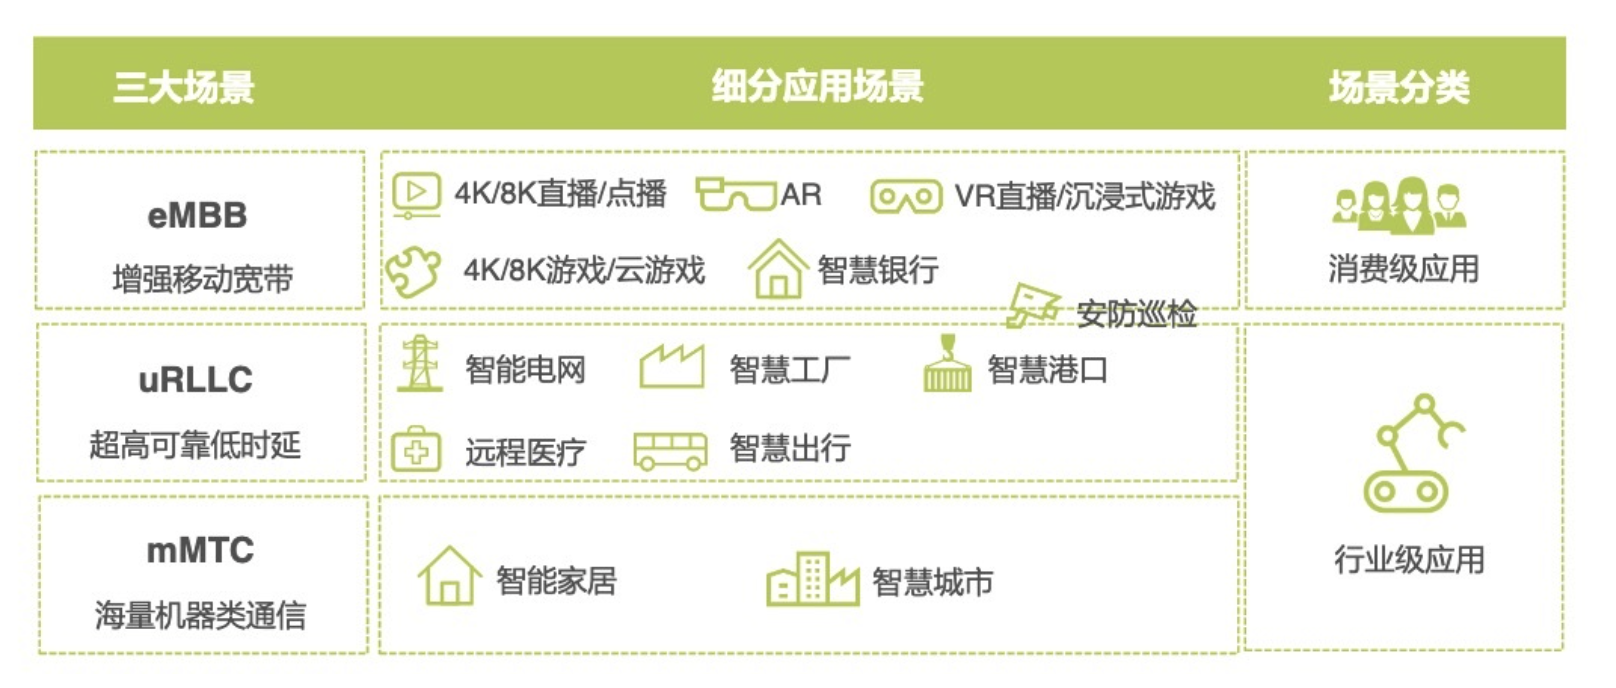 三大场景 细分应用场景 场景分类
eMBB
增强移动宽带
4K/8K直播/点播 AR VR直播/沉浸式游戏
4K/8K游戏/云游戏 智慧银行
安防巡检
消费级应用
uRLLC
超高可靠低时延
智能电网 智慧工厂 智慧港口
远程医疗 智慧出行
mMTC
海量机器类通信
智能家居 智慧城市
行业级应用